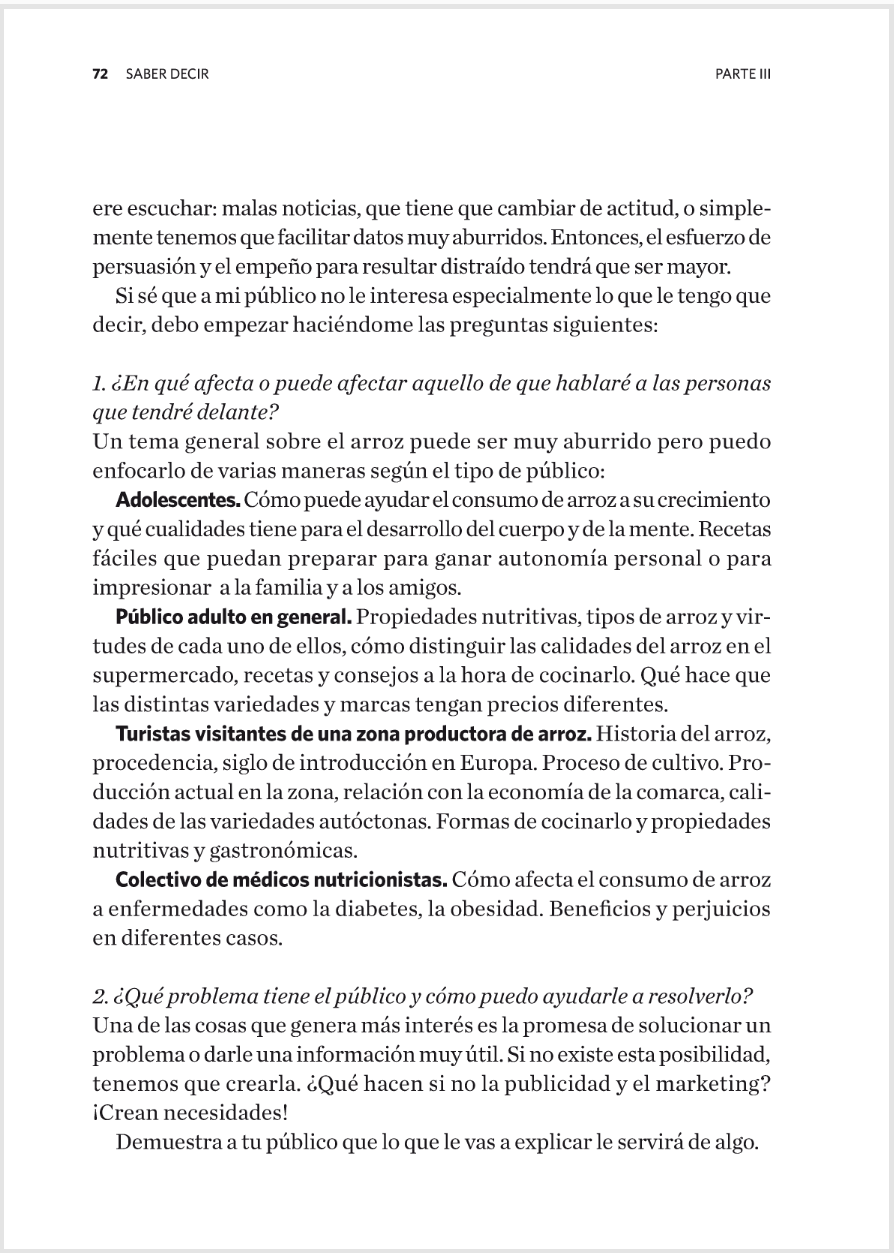 72 SABER DECIR PARTE III
ere escuchar: malas noticias, que tiene que cambiar de actitud, o simple-
mente tenemos que facilitar datos muy aburridos. Entonces, el esfuerzo de
persuasión y el empeño para resultar distraído tendrá que ser mayor.
Si sé que a mi público no le interesa especialmente lo que le tengo que
decir, debo empezar haciéndome las preguntas siguientes:
1. ¿En qué afecta o puede afectar aquello de que hablaré a las personas
que tendré delante?
Un tema general sobre el arroz puede ser muy aburrido pero puedo
enfocarlo de varias maneras según el tipo de público:
Adolescentes. Cómo puede ayudar el consumo de arroz a su crecimiento
y qué cualidades tiene para el desarrollo del cuerpo y de la mente. Recetas
fáciles que puedan preparar para ganar autonomía personal o para
impresionar a la familia y a los amigos.
Público adulto en general. Propiedades nutritivas, tipos de arroz y vir-
tudes de cada uno de ellos, cómo distinguir las calidades del arroz en el
supermercado, recetas y consejos a la hora de cocinarlo. Qué hace que
las distintas variedades y marcas tengan precios diferentes.
Turistas visitantes de una zona productora de arroz. Historia del arroz,
procedencia, siglo de introducción en Europa. Proceso de cultivo. Pro-
ducción actual en la zona, relación con la economía de la comarca, cali-
dades de las variedades autóctonas. Formas de cocinarlo y propiedades
nutritivas y gastronómicas.
Colectivo de médicos nutricionistas. Cómo afecta el consumo de arroz
a enfermedades como la diabetes, la obesidad. Beneficios y perjuicios
en diferentes casos.
2. ¿Qué problema tiene el público y cómo puedo ayudarle a resolverlo?
Una de las cosas que genera más interés es la promesa de solucionar un
problema o darle una información muy útil. Si no existe esta posibilidad,
tenemos que crearla. ¿Qué hacen si no la publicidad y el marketing?
¡Crean necesidades!
Demuestra a tu público que lo que le vas a explicar le servirá de algo.